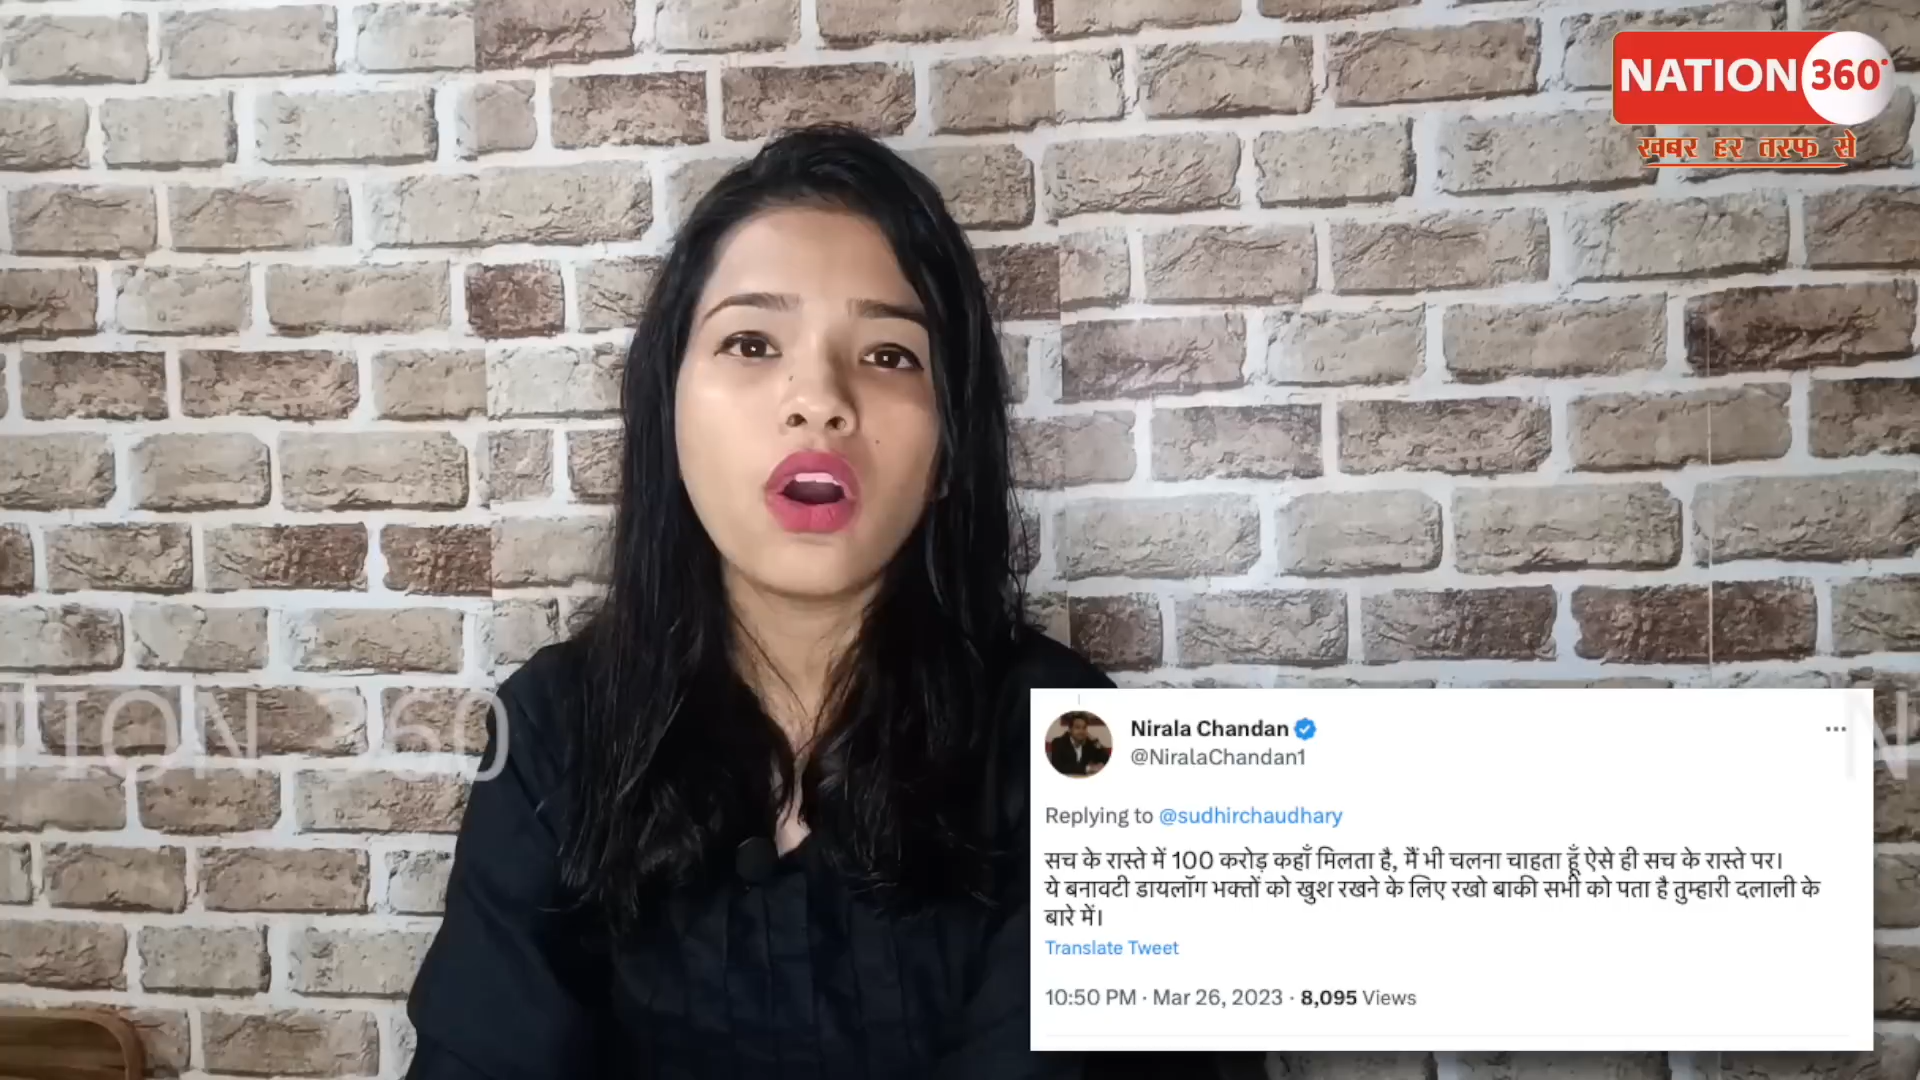 NATION 360
खबर हर तरफ से
TION 360
N
Nirala Chandan
@NiralaChandan1
Replying to @sudhirchaudhary
सच के रास्ते में 100 करोड़ कहाँ मिलता है, मैं भी चलना चाहता हूँ ऐसे ही सच के रास्ते पर।
ये बनावटी डायलॉग भक्तों को खुश रखने के लिए रखो बाकी सभी को पता है तुम्हारी दलाली के
बारे में।
Translate Tweet
10:50 PM · Mar 26, 2023 · 8,095 Views